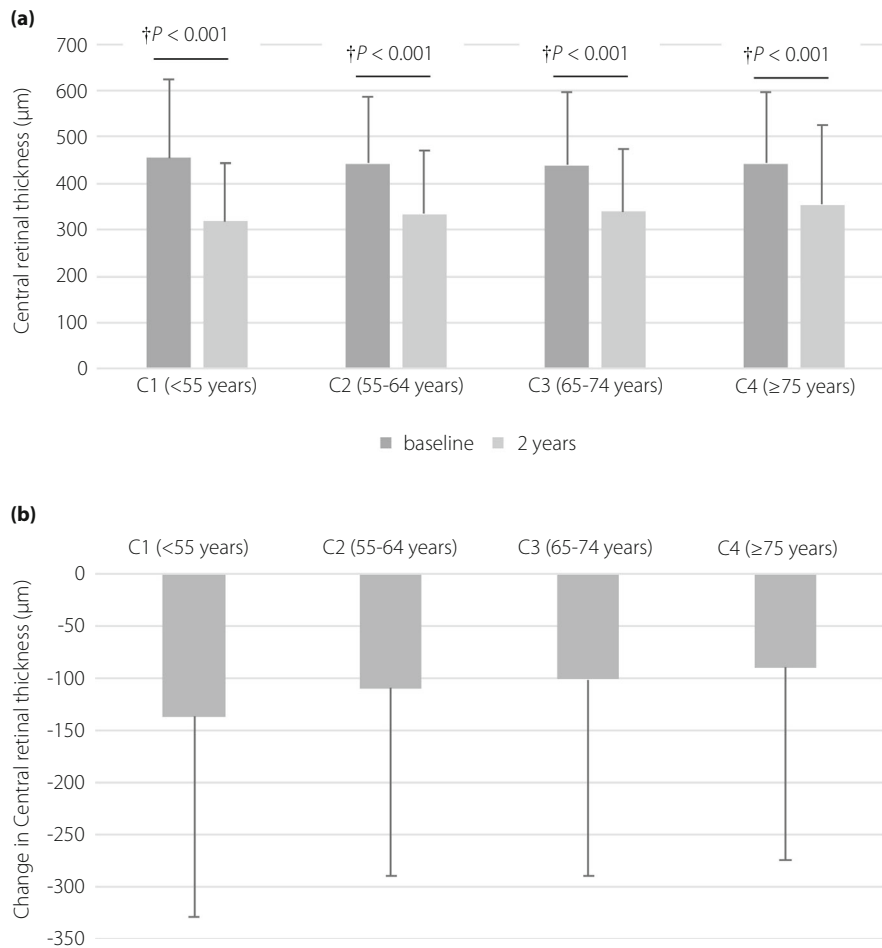 (a)
Central retinal thickness (µm)
700
600
500
400
300
200
100
0
†P < 0.001
†P < 0.001
†P < 0.001
†P < 0.001
C1 (<55 years)
C2 (55-64 years)
C3 (65-74 years)
C4 (≥75 years)
baseline
2 years
(b)
C1 (<55 years)
C2 (55-64 years)
C3 (65-74 years)
C4 (≥75 years)
Change in Central retinal thickness (µm)
0
-50
-100
-150
-200
-250
-300
-350